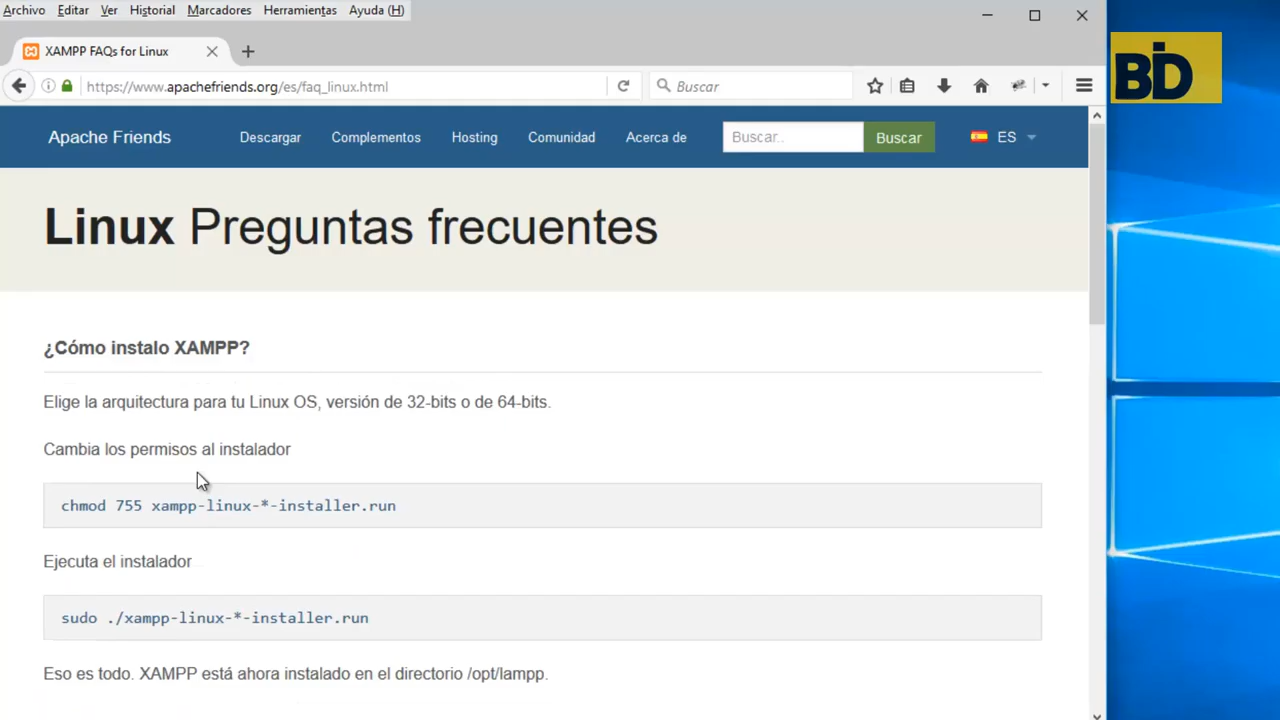 Archivo Editar Ver Historial Marcadores Herramientas Ayuda (H)
XAMPP FAQs for Linux
https://www.apachefriends.org/es/faq_linux.html
Buscar
BD
Apache Friends Descargar Complementos Hosting Comunidad Acerca de Buscar.. Buscar ES
Linux Preguntas frecuentes
¿Cómo instalo XAMPP?
Elige la arquitectura para tu Linux OS, versión de 32-bits o de 64-bits.
Cambia los permisos al instalador
chmod 755 xampp-linux-*-installer.run
Ejecuta el instalador
sudo ./xampp-linux-*-installer.run
Eso es todo. XAMPP está ahora instalado en el directorio /opt/lampp.